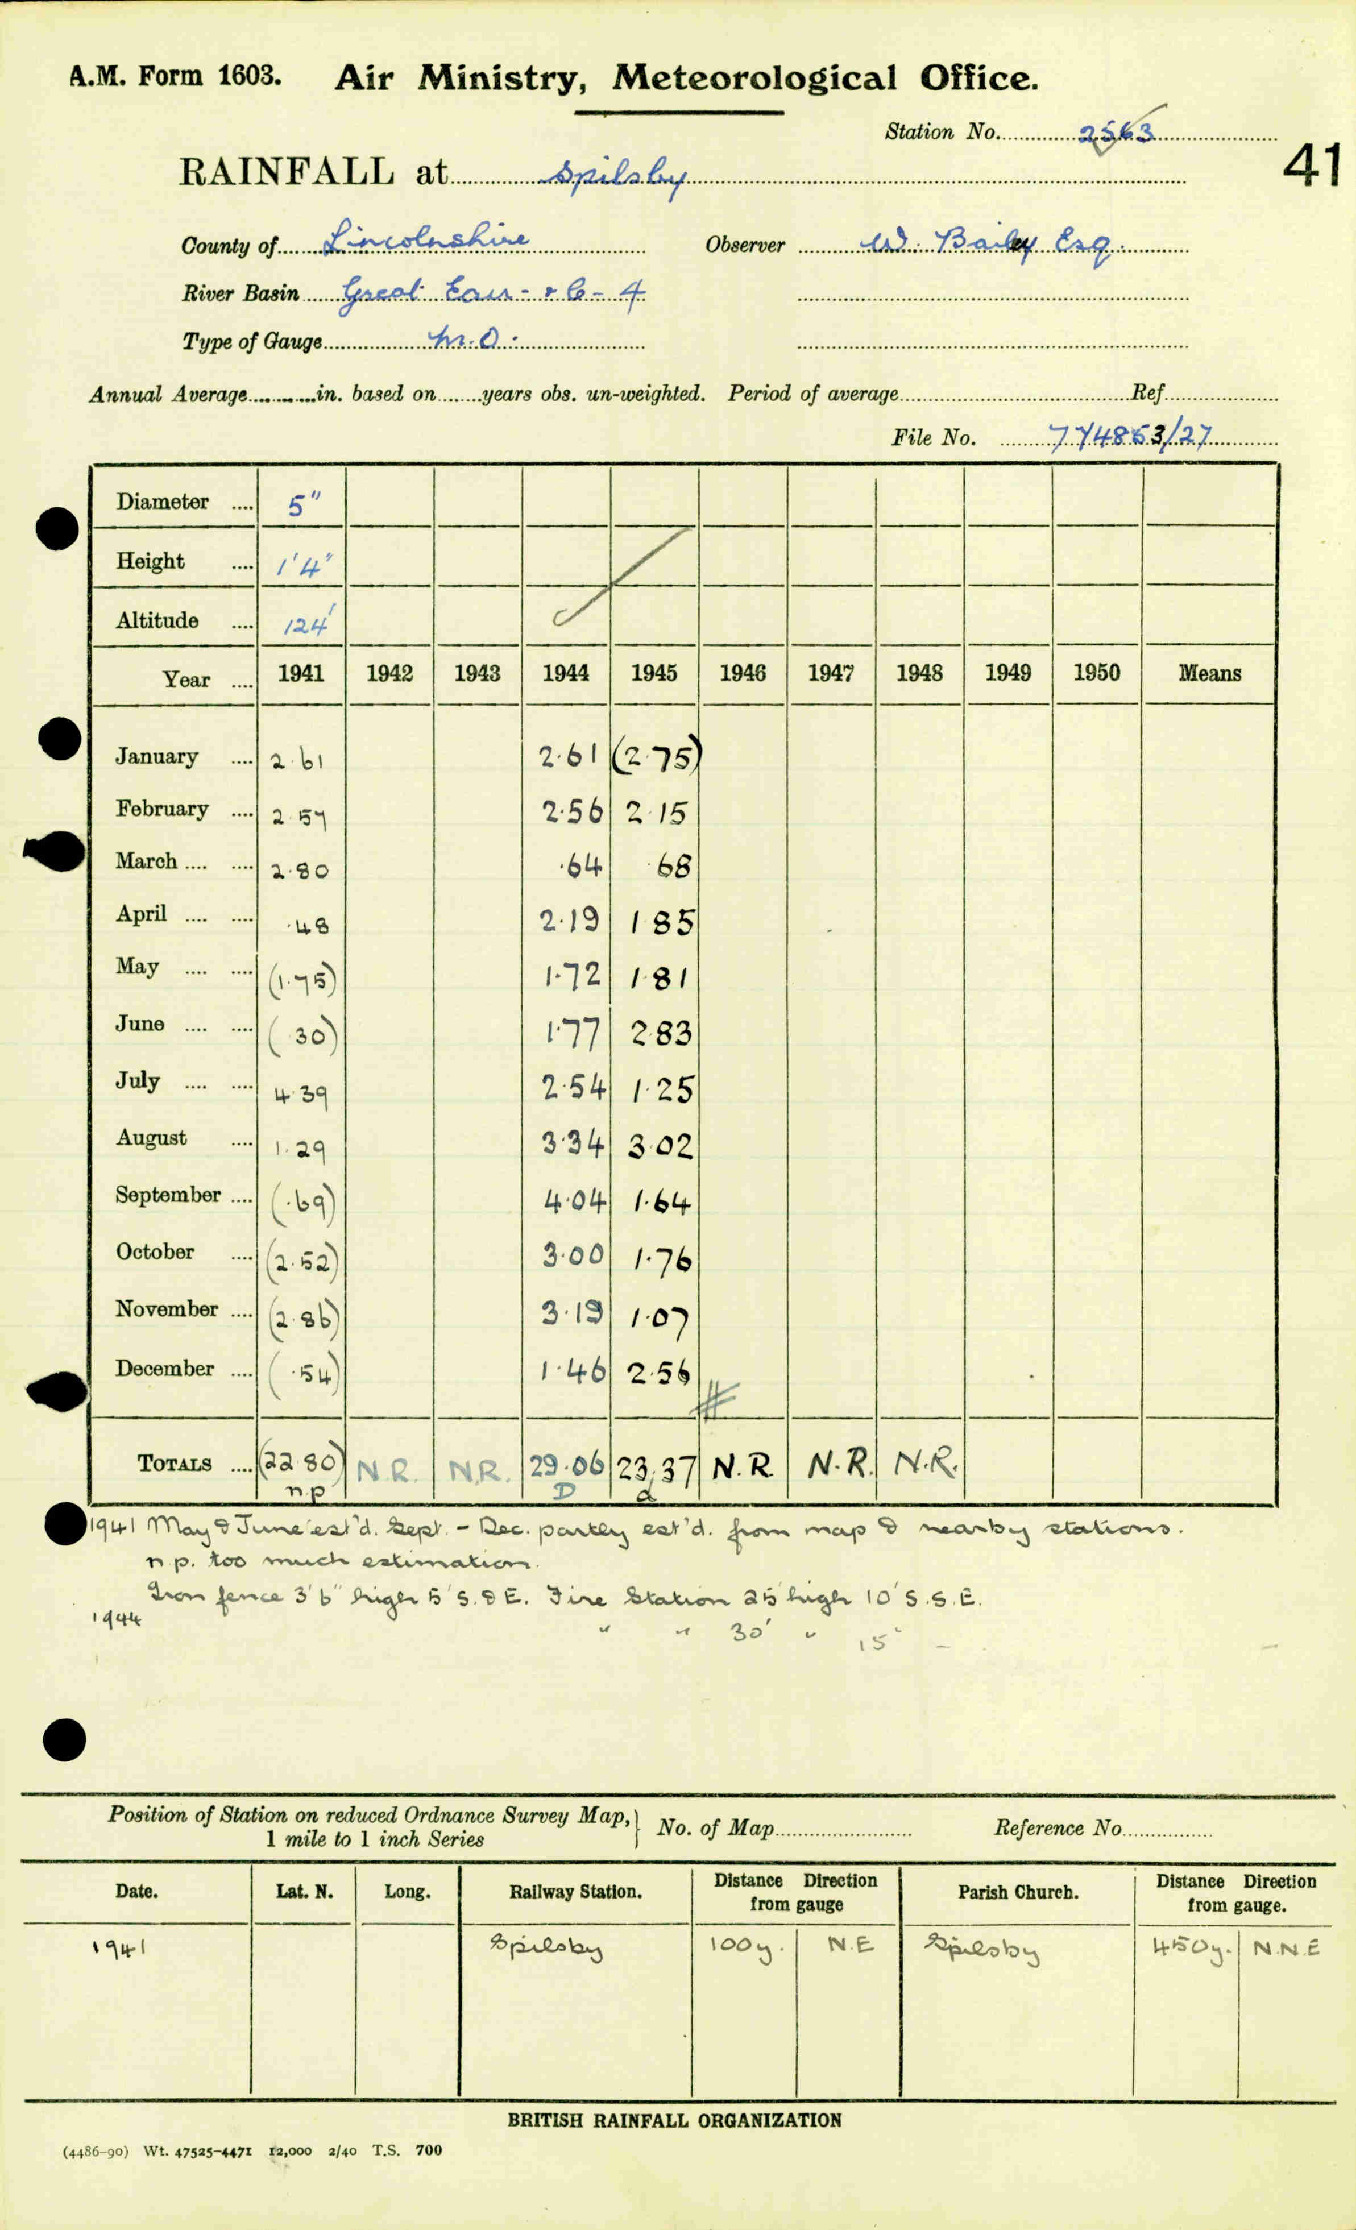 A.M. Form 1603. Air Ministry, Meteorological Office.
Station No. 2563
41
RAINFALL at Spilsby
County of Lincolnshire Observer W. Bailey Esq.
River Basin Great Eau - & C - 4
Type of Gauge M.O.
Annual Average in. based on years obs. un-weighted. Period of average Ref
File No. 774853/27
Diameter 5"
Height 1'4"
Altitude 124'
Year 1941 1942 1943 1944 1945 1946 1947 1948 1949 1950 Means
January 2.61 2.61 (2.75)
February 2.57 2.56 2.15
March 2.80 .64 .68
April .48 2.19 1.85
May (1.75) 1.72 1.81
June (.30) 1.77 2.83
July 4.39 2.54 1.25
August 1.29 3.34 3.02
September (.69) 4.04 1.64
October (2.52) 3.00 1.76
November (2.86) 3.19 1.07
December (.54) 1.46 2.56
TOTALS (22.80) N.R. N.R. 29.06 23.37 N.R. N.R. N.R.
n.p D d
1941 May & June est'd. Sept. - Dec. partly est'd. from map & nearby stations.
n p. too much estimation.
Iron fence 3'6" high 5' S. & E. Fire Station 25' high 10' S.S.E.
1944 " " 30' " 15' -
Position of Station on reduced Ordnance Survey Map, 1 mile to 1 inch Series } No. of Map Reference No.
Date. Lat. N. Long. Railway Station. Distance Direction from gauge Parish Church. Distance Direction from gauge.
1941 Spilsby 100y. N.E Spilsby 450y. N.N.E
BRITISH RAINFALL ORGANIZATION
(4486-90) Wt. 47525-4471 12,000 2/40 T.S. 700